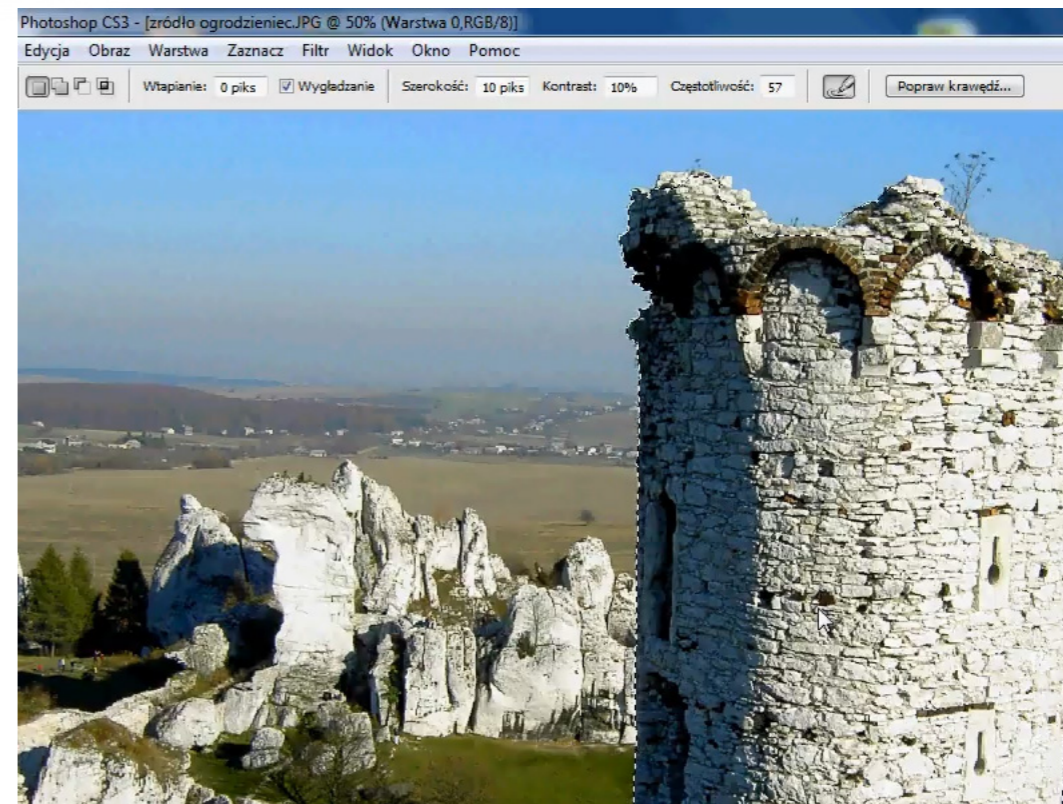 Photoshop CS3 - [zródło ogrodzieniec.JPG @ 50% (Warstwa 0,RGB/8)]
Edycja Obraz Warstwa Zaznacz Filtr Widok Okno Pomoc
Wtapianie: 0 piks Wygładzanie Szerokość: 10 piks Kontrast: 10% Częstotliwość: 57 Popraw krawędź...